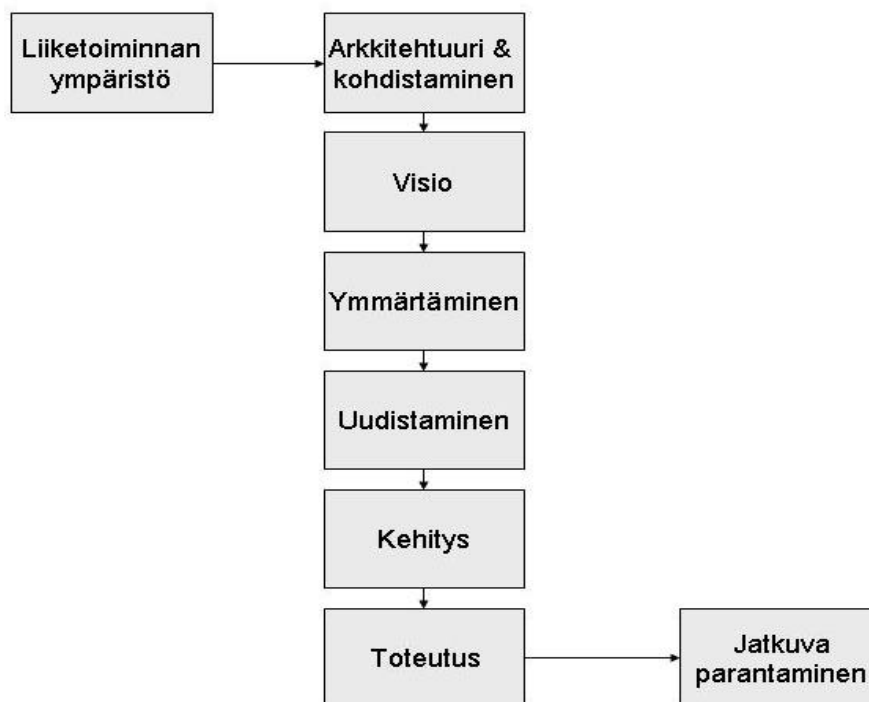 Liiketoiminnan
ympäristö
Arkkitehtuuri &
kohdistaminen
Visio
Ymmärtäminen
Uudistaminen
Kehitys
Toteutus
Jatkuva
parantaminen